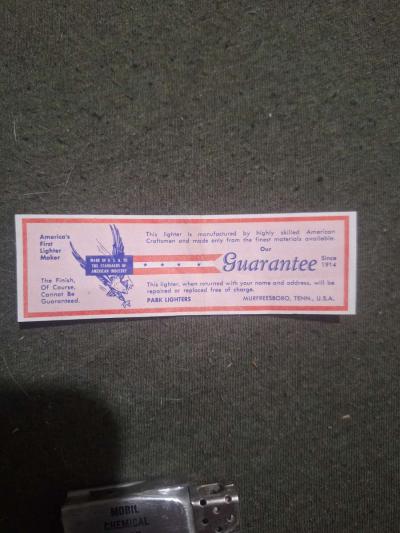 America's
First
Lighter
Maker
The Finish,
Of Course,
Cannot Be
Guaranteed.
MADE IN U. S. A. TO
THE STANDARDS OF
AMERICAN INDUSTRY
This lighter is manufactured by highly skilled American
Craftsmen and made only from the finest materials available.
Our
Guarantee
Since
1914
This lighter, when returned with your name and address, will be
repaired or replaced free of charge.
PARK LIGHTERS MURFREESBORO, TENN., U.S.A.
MOBIL
CHEMICAL